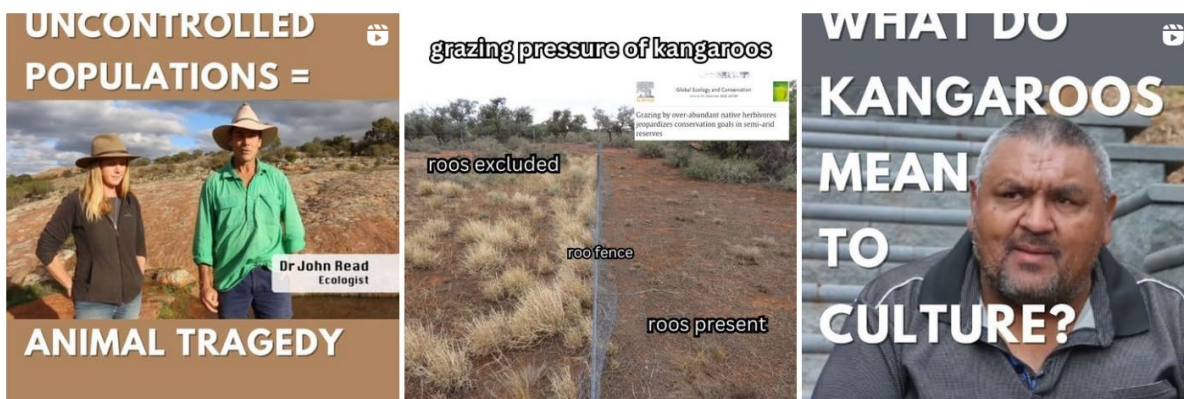 UNCONTROLLED
POPULATIONS =
Dr John Read
Ecologist
ANIMAL TRAGEDY
grazing pressure of kangaroos
Global Ecology and Conservation
Grazing by over-abundant native herbivores
jeopardizes conservation goals in semi-arid
reserves
roos excluded
roo fence
roos present
WHAT DO
KANGAROOS
MEAN
TO
CULTURE?